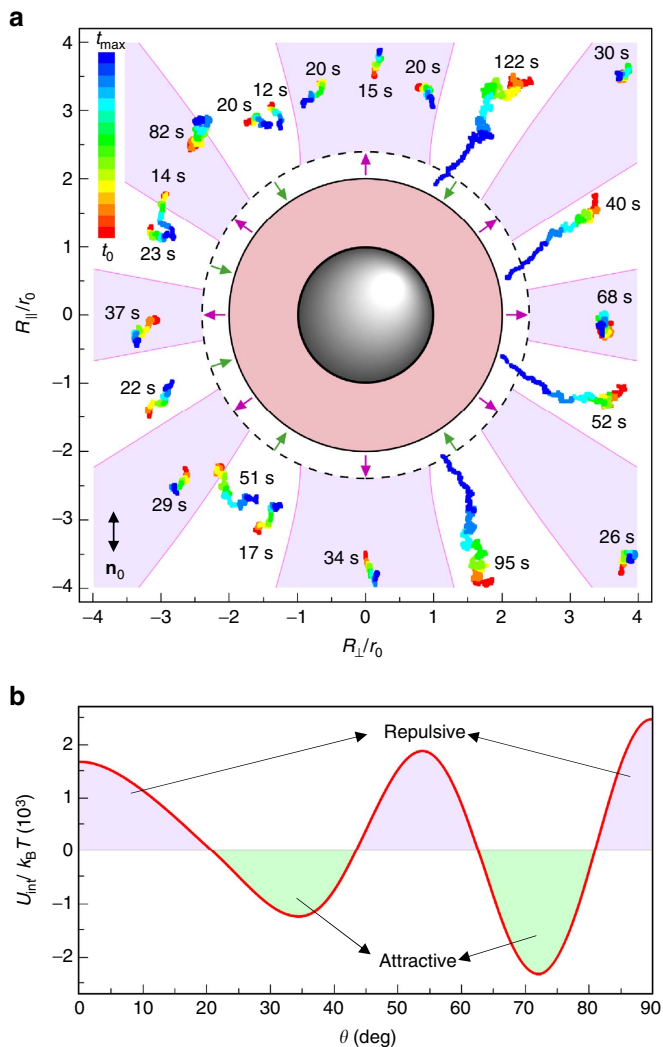 a
t_max
t_0
4
3
2
1
0
−1
−2
−3
−4
R_∥/r_0
122 s
30 s
20 s
20 s
12 s
20 s
15 s
82 s
14 s
40 s
23 s
37 s
68 s
22 s
52 s
51 s
29 s
17 s
34 s
95 s
26 s
n_0
−4 −3 −2 −1 0 1 2 3 4
R_⊥/r_0
b
Repulsive
2
1
0
−1
−2
U_int/ k_B T (10^3)
Attractive
0 10 20 30 40 50 60 70 80 90
θ (deg)